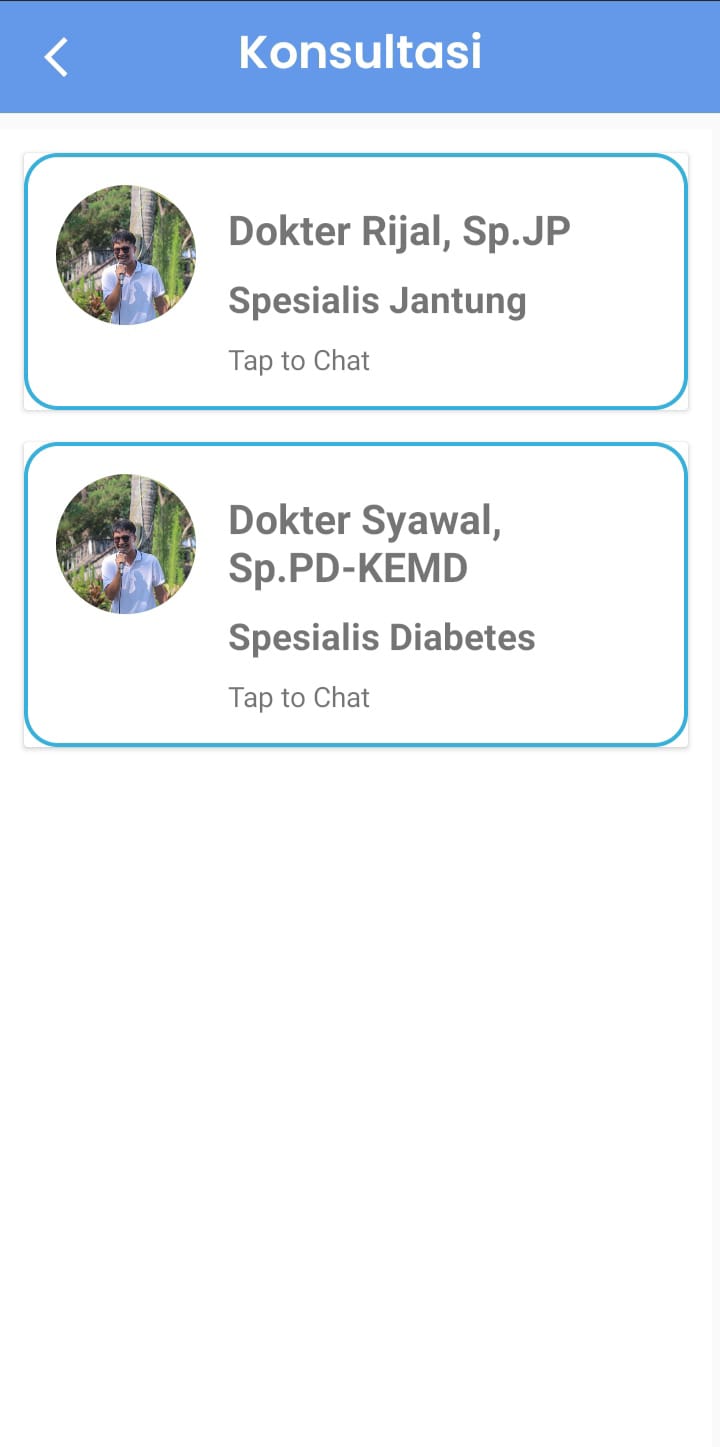 Konsultasi
Dokter Rijal, Sp.JP
Spesialis Jantung
Tap to Chat
Dokter Syawal,
Sp.PD-KEMD
Spesialis Diabetes
Tap to Chat